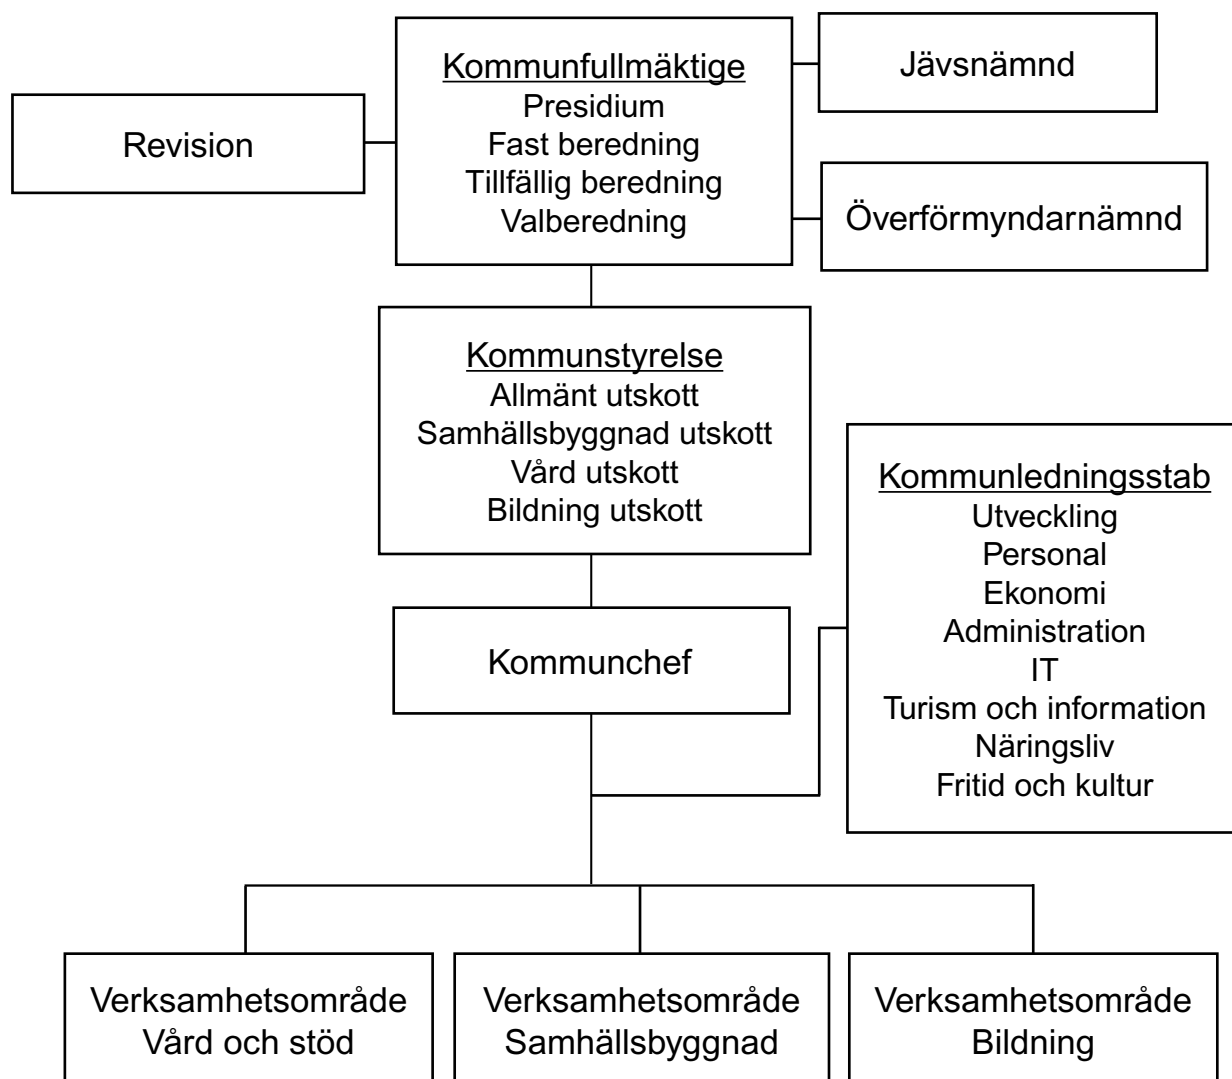 Kommunfullmäktige
Presidium
Fast beredning
Tillfällig beredning
Valberedning
Jävsnämnd
Revision
Överförmyndarnämnd
Kommunstyrelse
Allmänt utskott
Samhällsbyggnad utskott
Vård utskott
Bildning utskott
Kommunledningsstab
Utveckling
Personal
Ekonomi
Administration
IT
Turism och information
Näringsliv
Fritid och kultur
Kommunchef
Verksamhetsområde
Vård och stöd
Verksamhetsområde
Samhällsbyggnad
Verksamhetsområde
Bildning